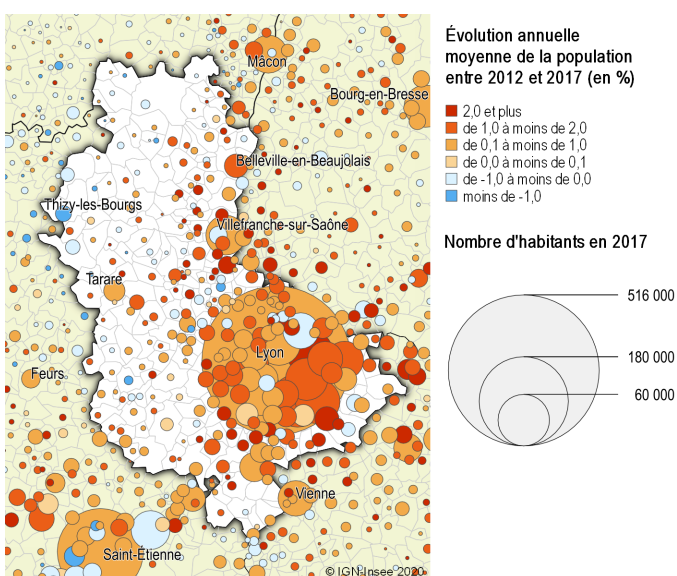 Évolution annuelle
moyenne de la population
entre 2012 et 2017 (en %)
2,0 et plus
de 1,0 à moins de 2,0
de 0,1 à moins de 1,0
de 0,0 à moins de 0,1
de -1,0 à moins de 0,0
moins de -1,0
Nombre d'habitants en 2017
516 000
180 000
60 000
Mâcon
Bourg-en-Bresse
Belleville-en-Beaujolais
Thizy-les-Bourgs
Villefranche-sur-Saône
Tarare
Lyon
Feurs
Vienne
Saint-Étienne
© IGN-Insee 2020